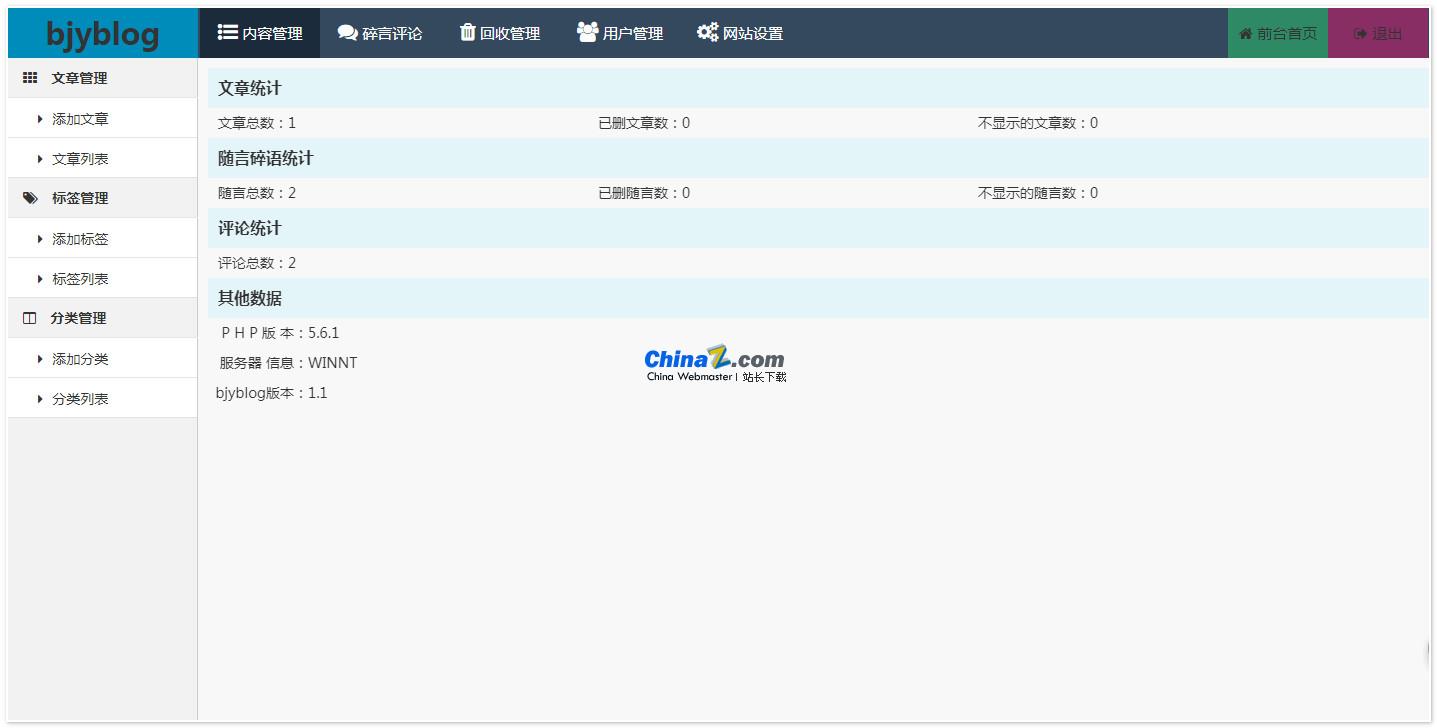 bjyblog 内容管理 碎言评论 回收管理 用户管理 网站设置 前台首页 退出
文章管理
添加文章
文章列表
标签管理
添加标签
标签列表
分类管理
添加分类
分类列表
文章统计
文章总数：1 已删文章数：0 不显示的文章数：0
随言碎语统计
随言总数：2 已删随言数：0 不显示的随言数：0
评论统计
评论总数：2
其他数据
P H P 版 本：5.6.1
服务器 信息：WINNT
bjyblog版本：1.1
ChinaZ.com
China Webmaster | 站长下载